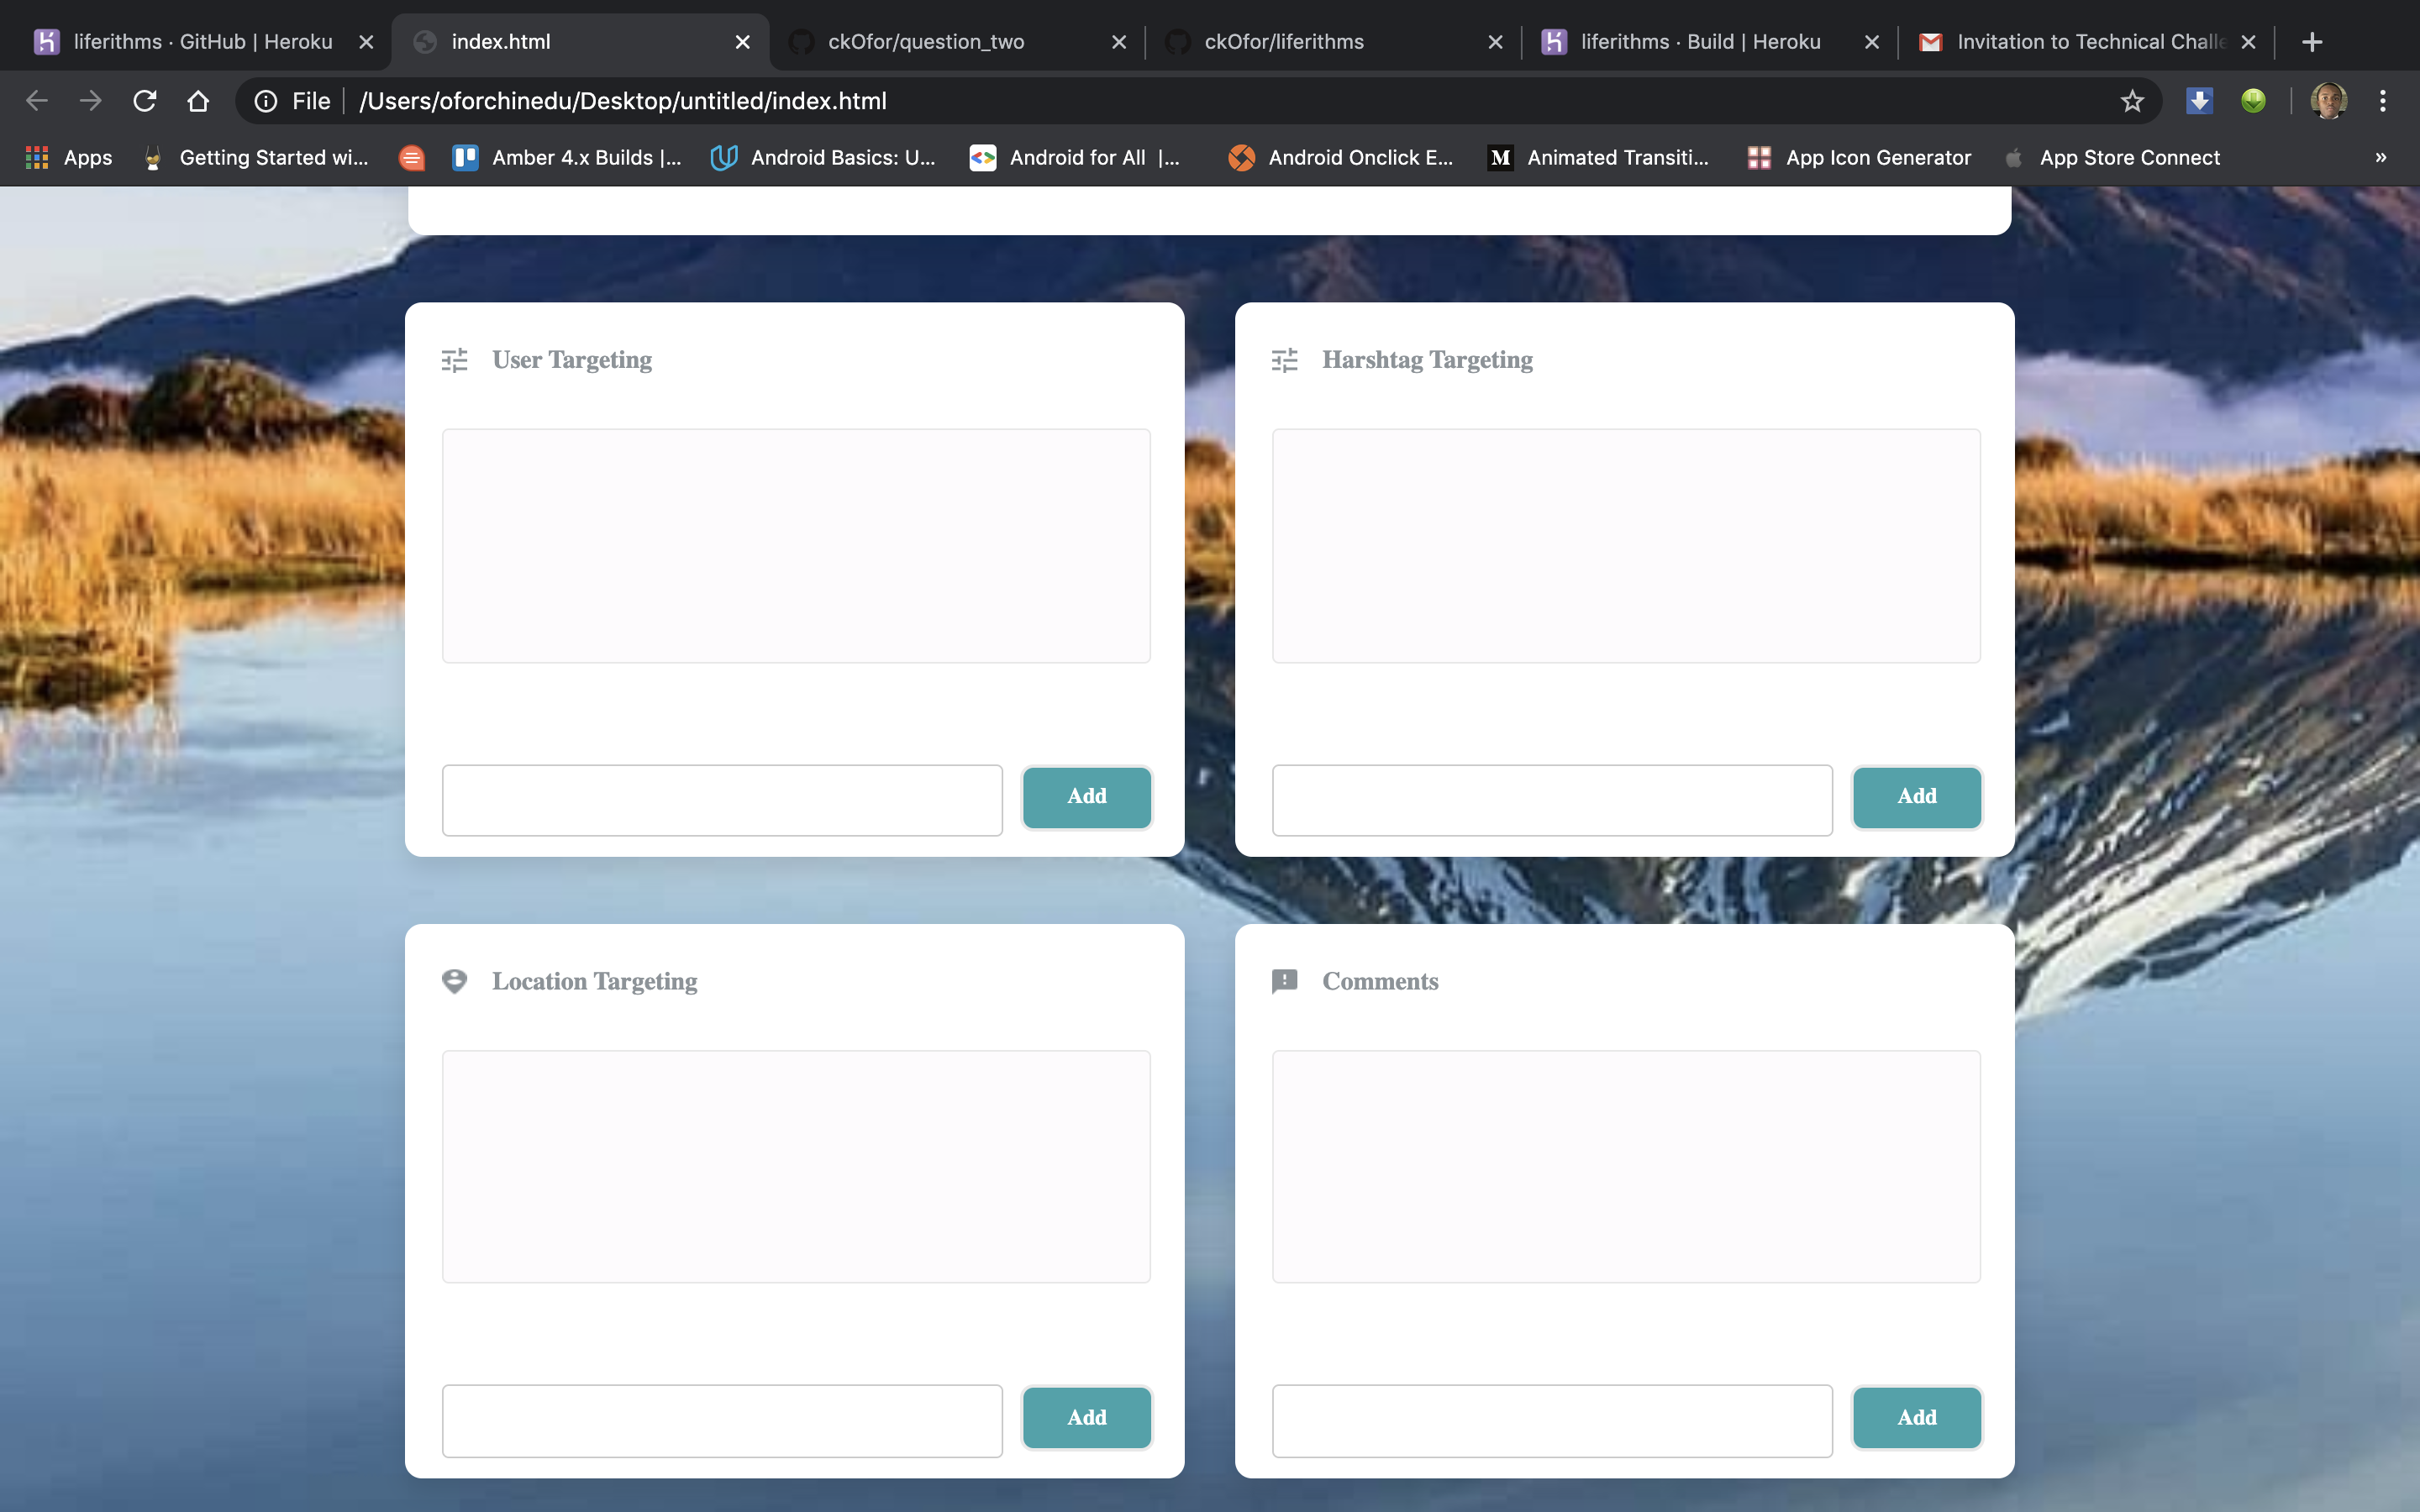 liferithms · GitHub | Heroku
index.html
ckOfor/question_two
ckOfor/liferithms
liferithms · Build | Heroku
Invitation to Technical Challe
File
/Users/oforchinedu/Desktop/untitled/index.html
Apps
Getting Started wi...
Amber 4.x Builds |...
Android Basics: U...
Android for All |...
Android Onclick E...
M
Animated Transiti...
App Icon Generator
App Store Connect
»
User Targeting
Harshtag Targeting
Add
Add
Location Targeting
Comments
Add
Add